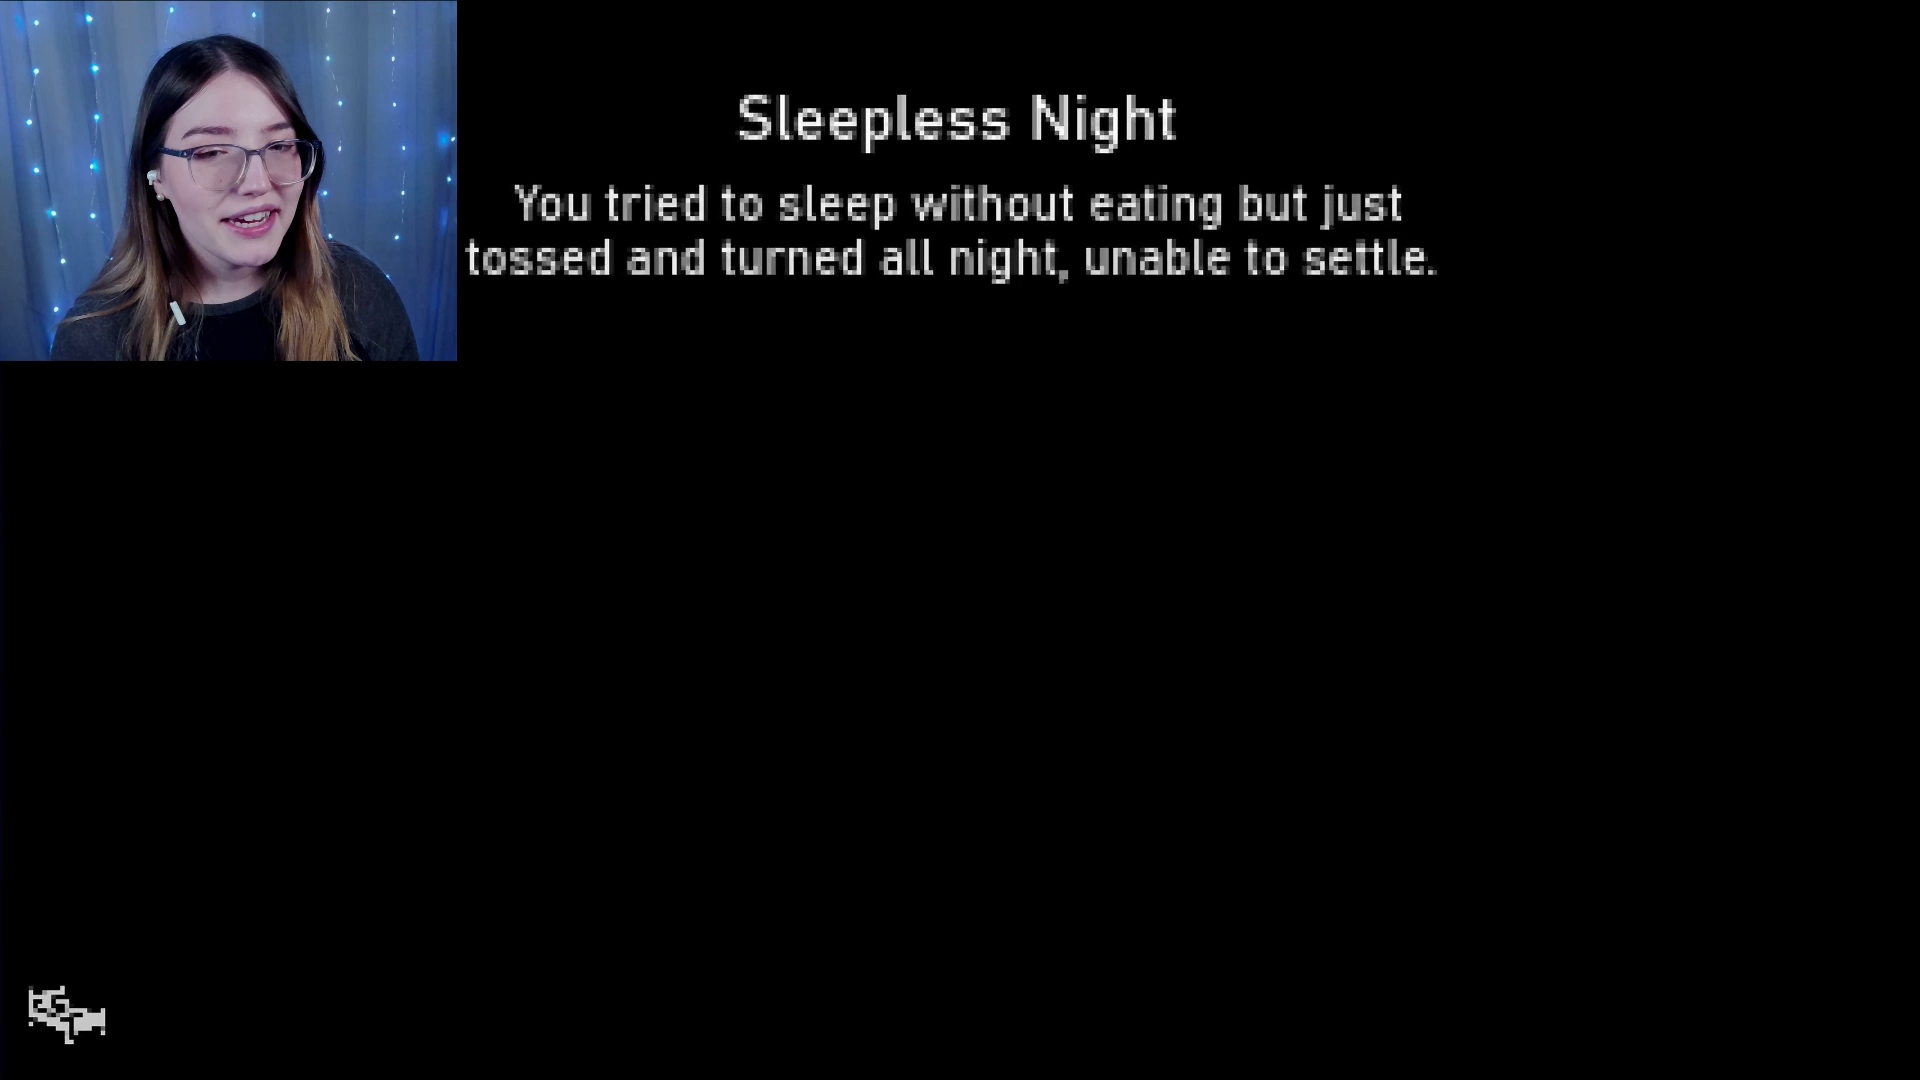 Sleepless Night
You tried to sleep without eating but just
tossed and turned all night, unable to settle.